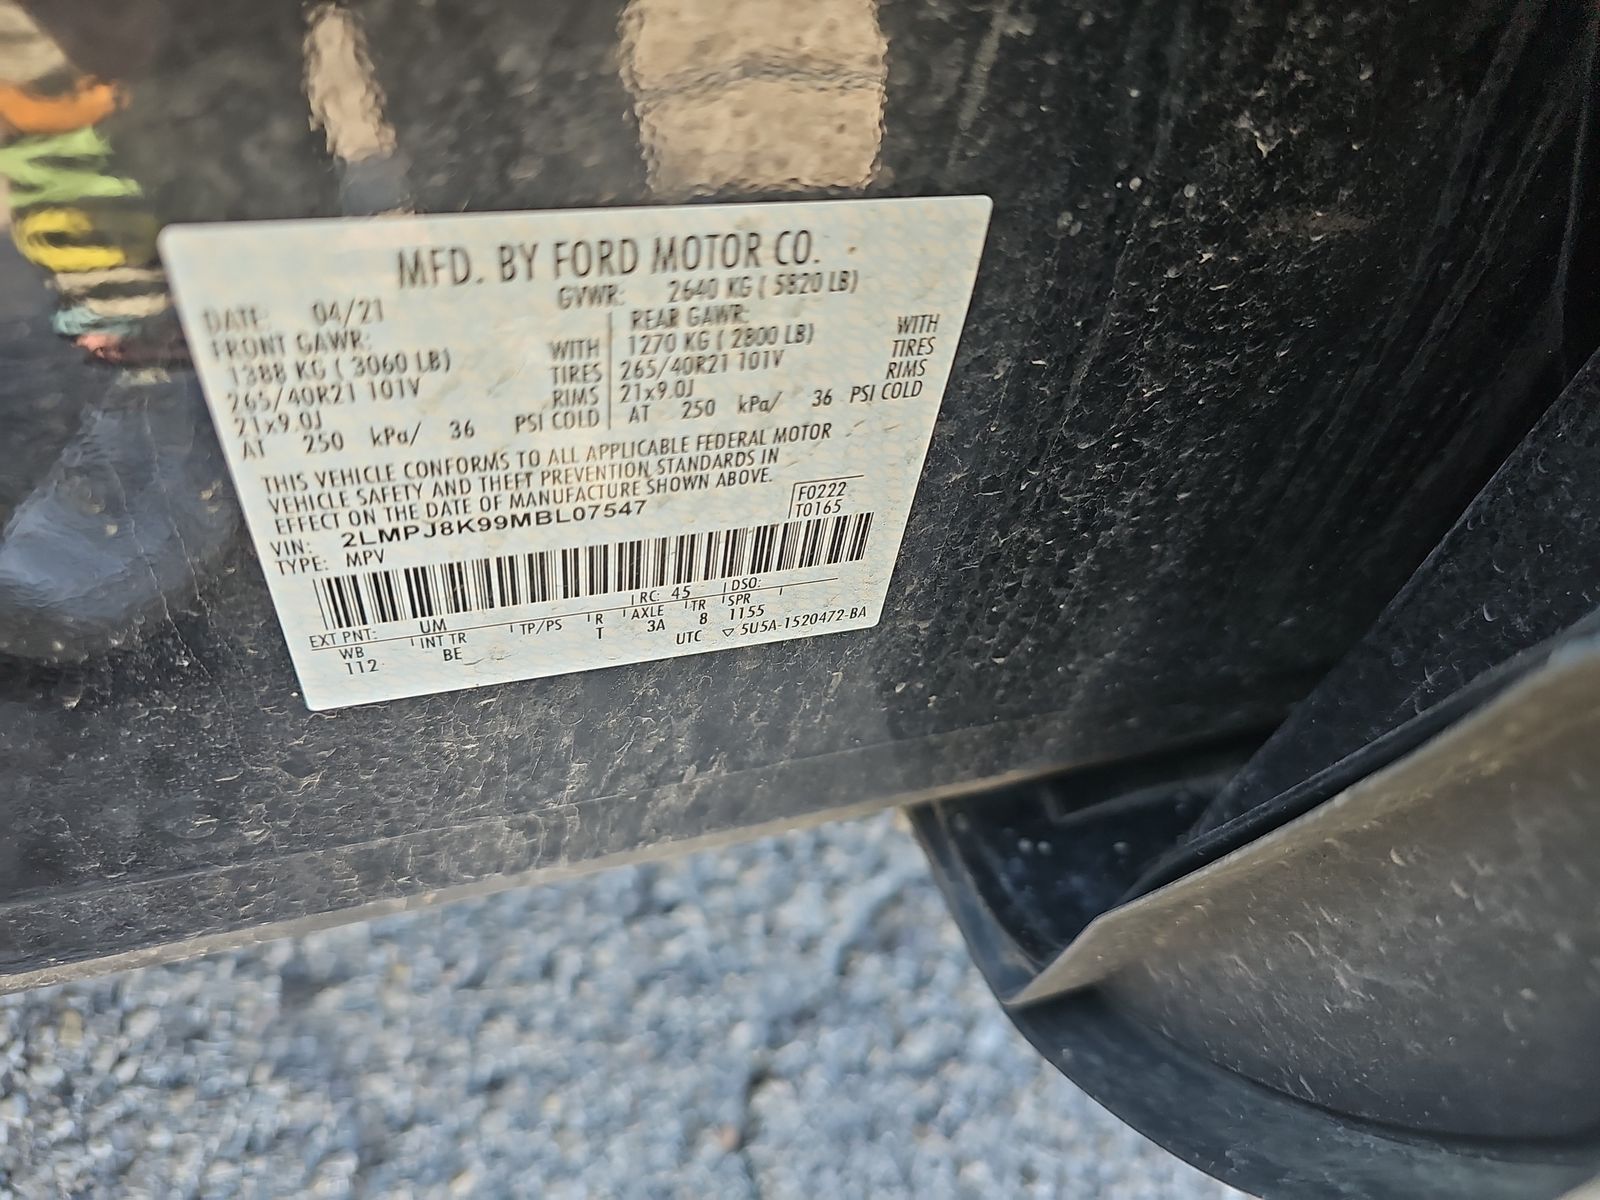 MFD. BY FORD MOTOR CO.
DATE: 04/21 GVWR: 2640 KG ( 5820 LB)
FRONT GAWR: REAR GAWR:
1388 KG ( 3060 LB) WITH 1270 KG ( 2800 LB) WITH
265/40R21 101V TIRES 265/40R21 101V TIRES
21x9.0J RIMS 21x9.0J RIMS
AT 250 kPa/ 36 PSI COLD AT 250 kPa/ 36 PSI COLD
THIS VEHICLE CONFORMS TO ALL APPLICABLE FEDERAL MOTOR
VEHICLE SAFETY AND THEFT PREVENTION STANDARDS IN
EFFECT ON THE DATE OF MANUFACTURE SHOWN ABOVE.
F0222
VIN: 2LMPJ8K99MBL07547 T0165
TYPE: MPV
EXT PNT: UM RC: 45 DSO:
WB INT TR TP/PS R AXLE TR SPR
112 BE T 3A 8 1155
UTC ▽ 5U5A-1520472-BA